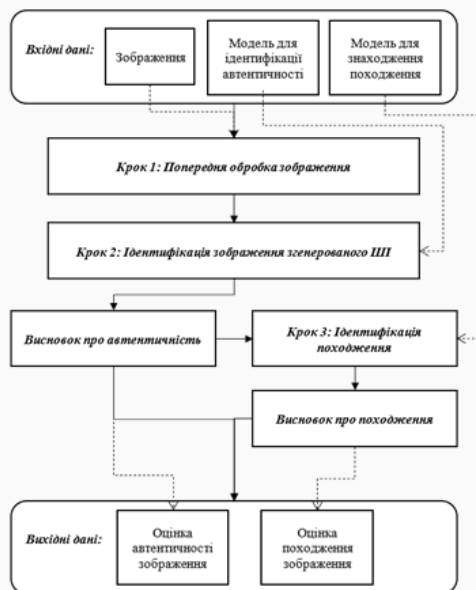 Вхідні дані:
Зображення
Модель для
ідентифікації
автентичності
Модель для
знаходження
походження
Крок 1: Попередня обробка зображення
Крок 2: Ідентифікація зображення згенерованого ШІ
Висновок про автентичність
Крок 3: Ідентифікація
походження
Висновок про походження
Вихідні дані:
Оцінка
автентичності
зображення
Оцінка
походження
зображення